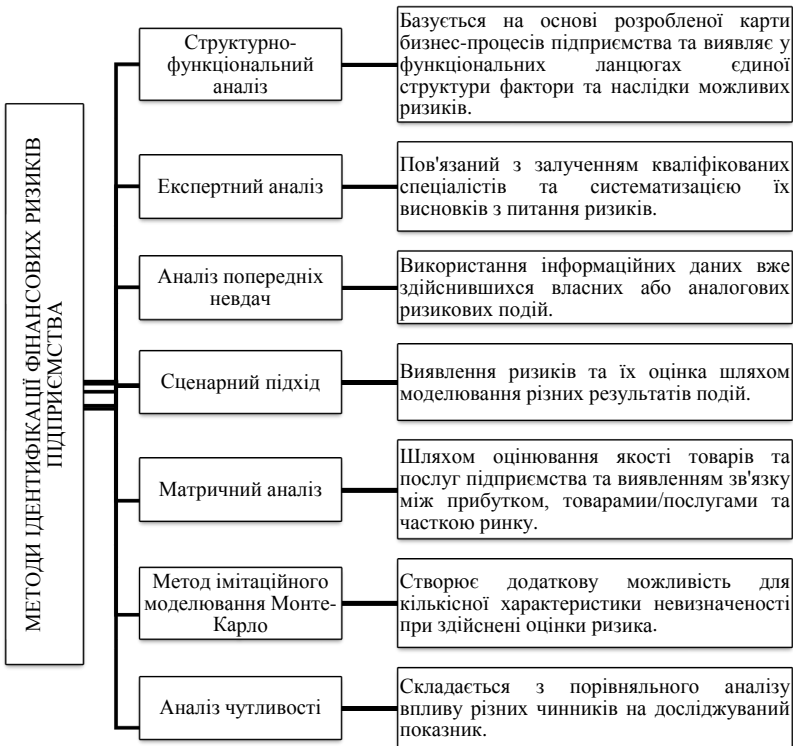 МЕТОДИ ІДЕНТИФІКАЦІЇ ФІНАНСОВИХ РИЗИКІВ
ПІДПРИЄМСТВА
Структурно-
функціональний
аналіз
Базується на основі розробленої карти
бизнес-процесів підприємства та виявляє у
функціональних ланцюгах єдиної
структури фактори та наслідки можливих
ризиків.
Експертний аналіз
Пов'язаний з залученням кваліфікованих
спеціалістів та систематизацією їх
висновків з питання ризиків.
Аналіз попередніх
невдач
Використання інформаційних даних вже
здійснившихся власних або аналогових
ризикових подій.
Сценарний підхід
Виявлення ризиків та їх оцінка шляхом
моделювання різних результатів подій.
Матричний аналіз
Шляхом оцінювання якості товарів та
послуг підприємства та виявленням зв'язку
між прибутком, товарамии/послугами та
часткою ринку.
Метод імітаційного
моделювання Монте-
Карло
Створює додаткову можливість для
кількісної характеристики невизначеності
при здійснені оцінки ризика.
Аналіз чутливості
Складається з порівняльного аналізу
впливу різних чинників на досліджуваний
показник.